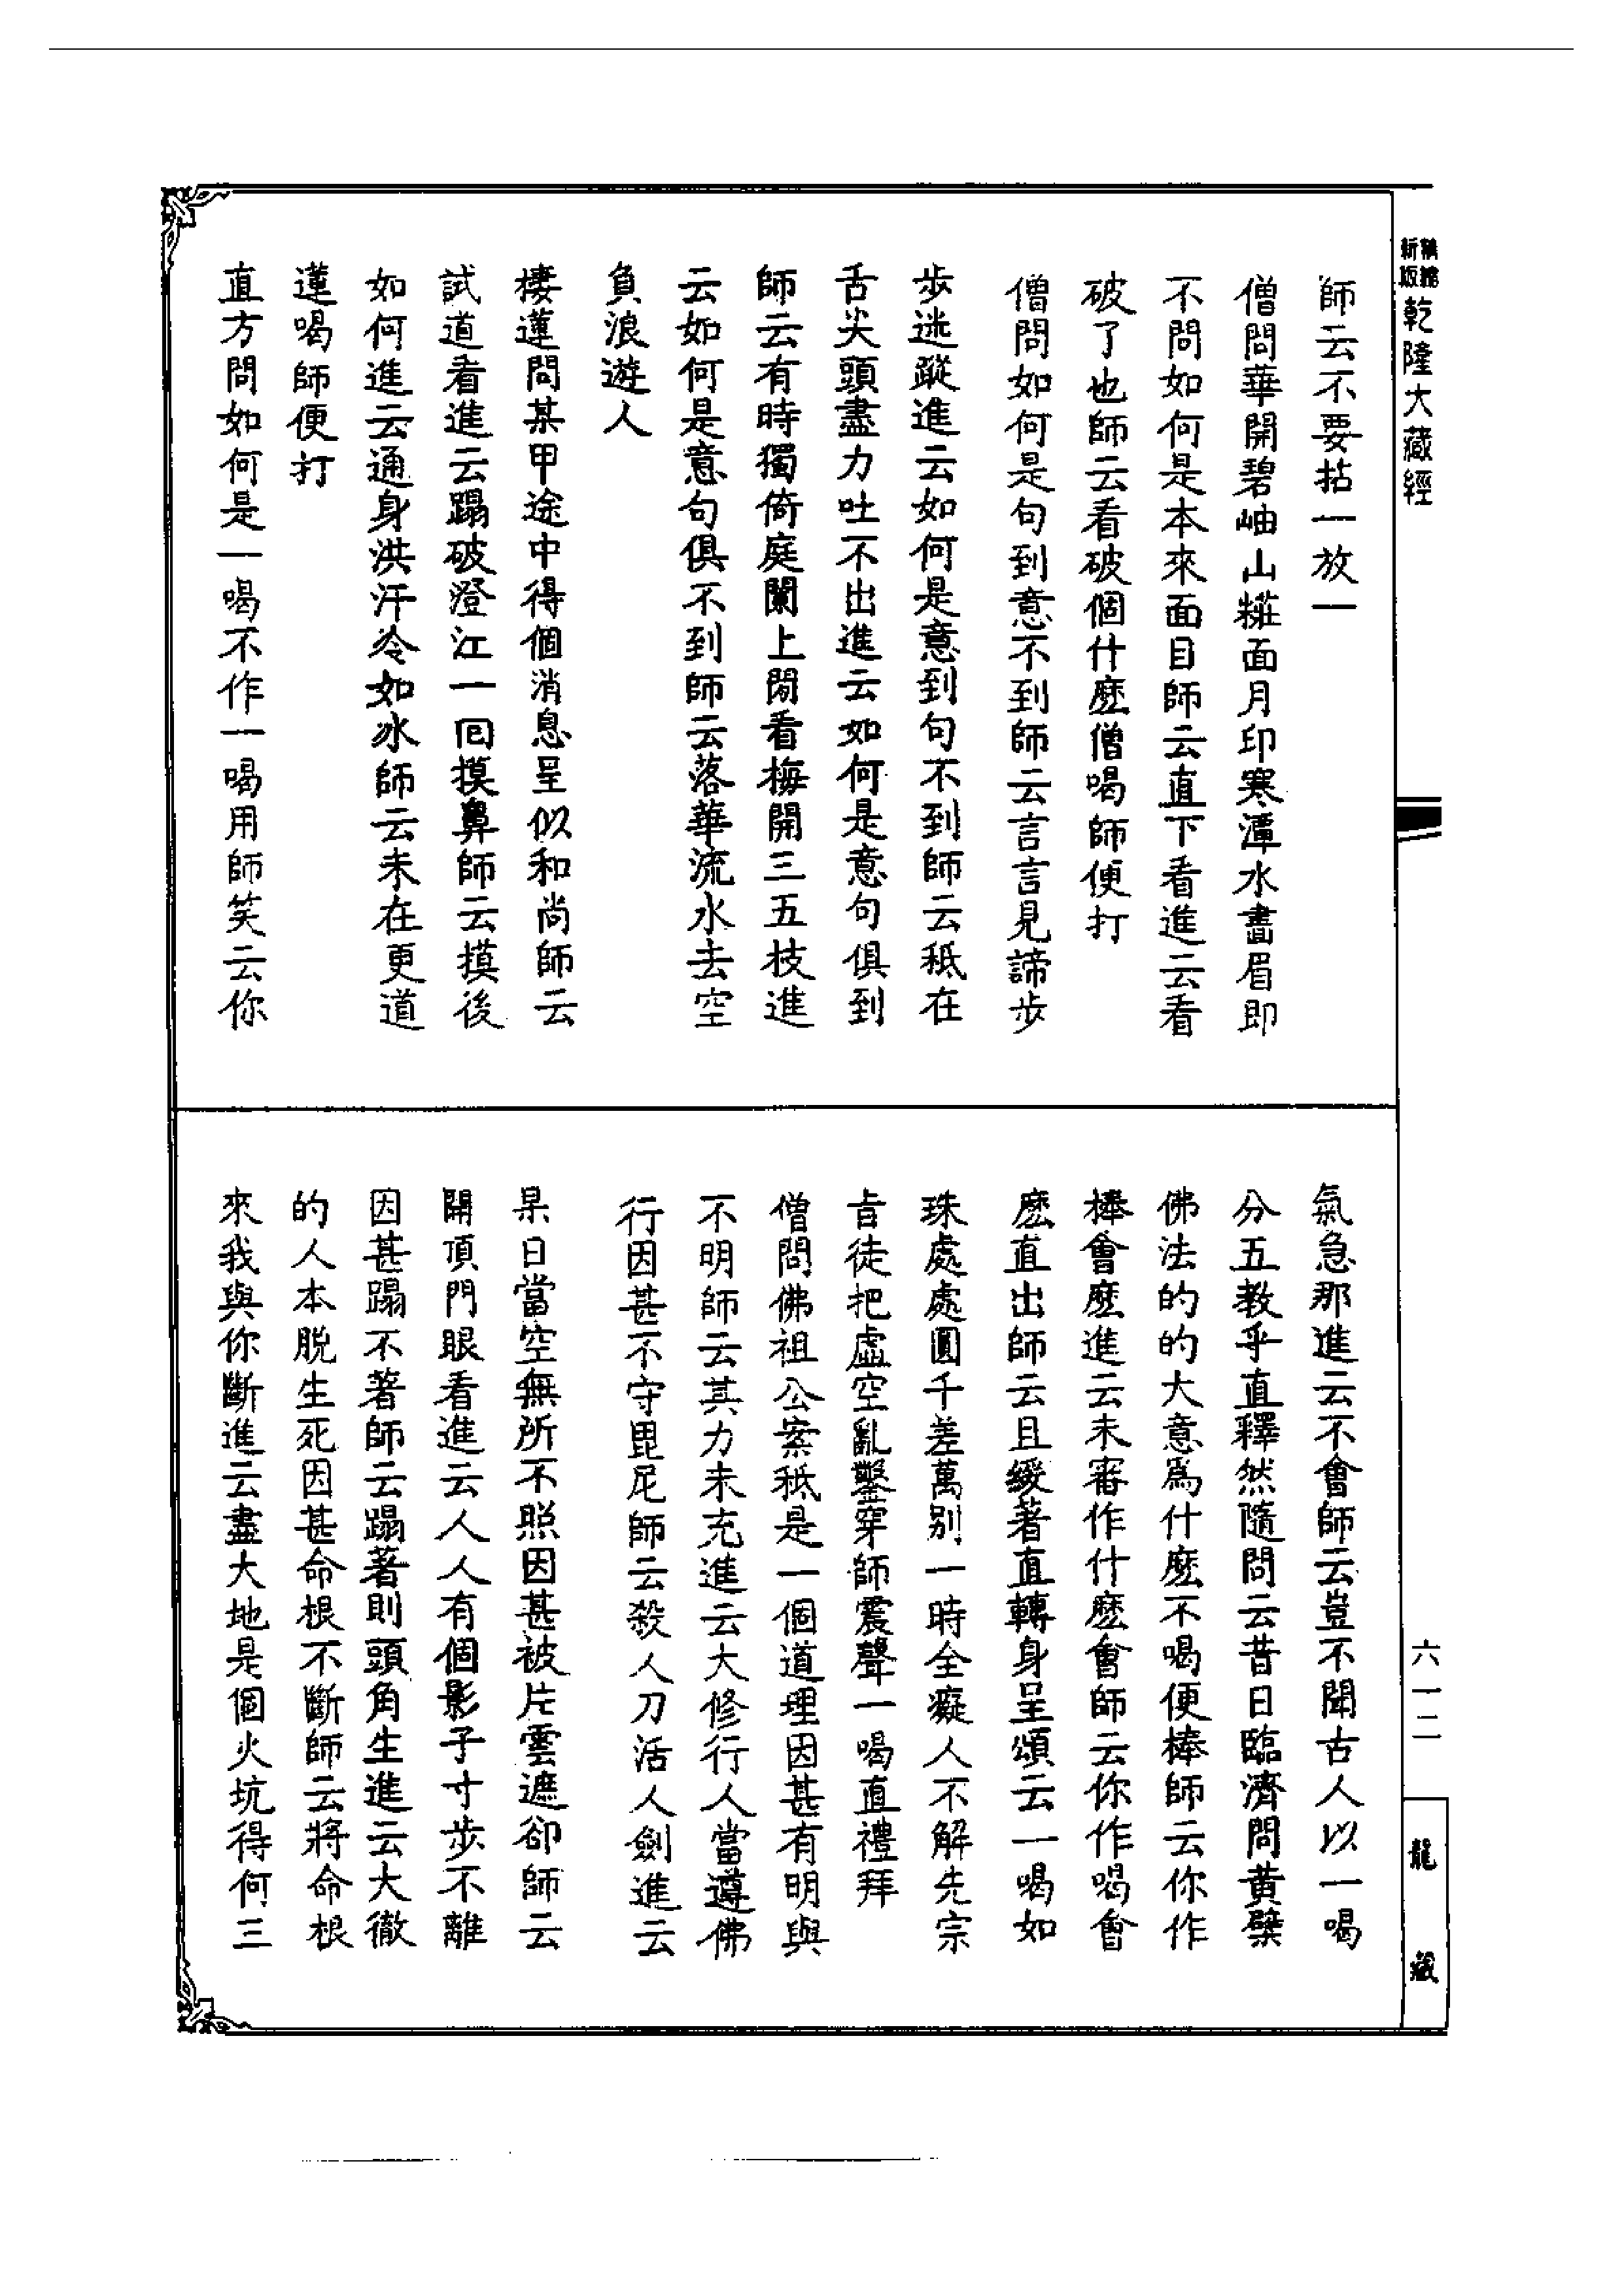 新版
精縮
乾隆大藏經
師云不要拈一放一
僧問華開碧岫山糚面月印寒潭水畫眉即
不問如何是本來面目師云直下看進云看
破了也師云看破個什麼僧喝師便打
僧問如何是句到意不到師云言言見諦步
步迷蹤進云如何是意到句不到師云秪在
舌尖頭盡力吐不出進云如何是意句俱到
師云有時獨倚庭闌上閒看梅開三五枝進
云如何是意句俱不到師云落華流水去空
負浪遊人
棲蓮問某甲途中得個消息呈似和尚師云
試道看進云蹋破澄江一回摸鼻師云摸後
如何進云通身洪汗冷如冰師云未在更道
蓮喝師便打
直方問如何是一喝不作一喝用師笑云你
氣急那進云不會師云豈不聞古人以一喝
分五教乎直釋然隨問云昔日臨濟問黃檗
佛法的的大意為什麼不喝便棒師云你作
棒會麼進云未審作什麼會師云你作喝會
麼直出師云且緩著直轉身呈頌云一喝如
珠處處圓千差萬別一時全癡人不解先宗
旨徒把虛空亂鑿穿師震聲一喝直禮拜
僧問佛祖公案秪是一個道理因甚有明與
不明師云其力未充進云大修行人當遵佛
行因甚不守毘尼師云殺人刀活人劍進云
杲日當空無所不照因甚被片雲遮卻師云
開頂門眼看進云人人有個影子寸步不離
因甚蹋不著師云蹋著則頭角生進云大徹
的人本脫生死因甚命根不斷師云將命根
來我與你斷進云盡大地是個火坑得何三
六一二
龍藏